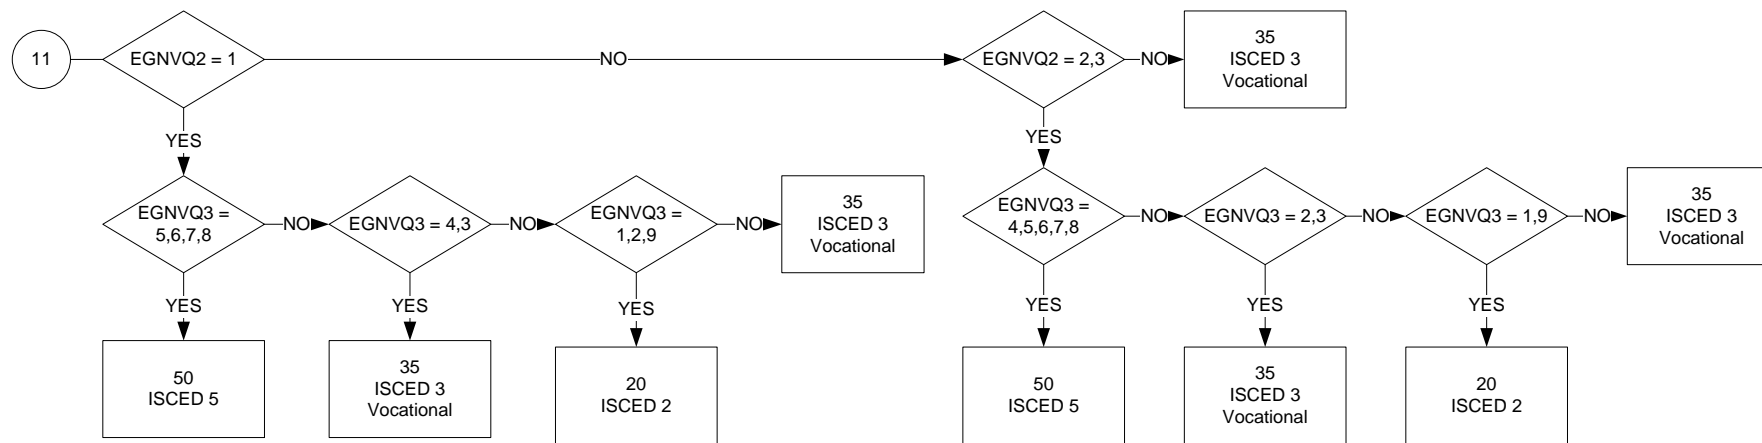 11
EGNVQ2 = 1
NO
EGNVQ2 = 2,3
NO
35
ISCED 3
Vocational
YES
YES
EGNVQ3 =
5,6,7,8
NO
EGNVQ3 = 4,3
NO
EGNVQ3 =
1,2,9
NO
35
ISCED 3
Vocational
EGNVQ3 =
4,5,6,7,8
NO
EGNVQ3 = 2,3
NO
EGNVQ3 = 1,9
NO
35
ISCED 3
Vocational
YES
YES
YES
YES
YES
YES
50
ISCED 5
35
ISCED 3
Vocational
20
ISCED 2
50
ISCED 5
35
ISCED 3
Vocational
20
ISCED 2